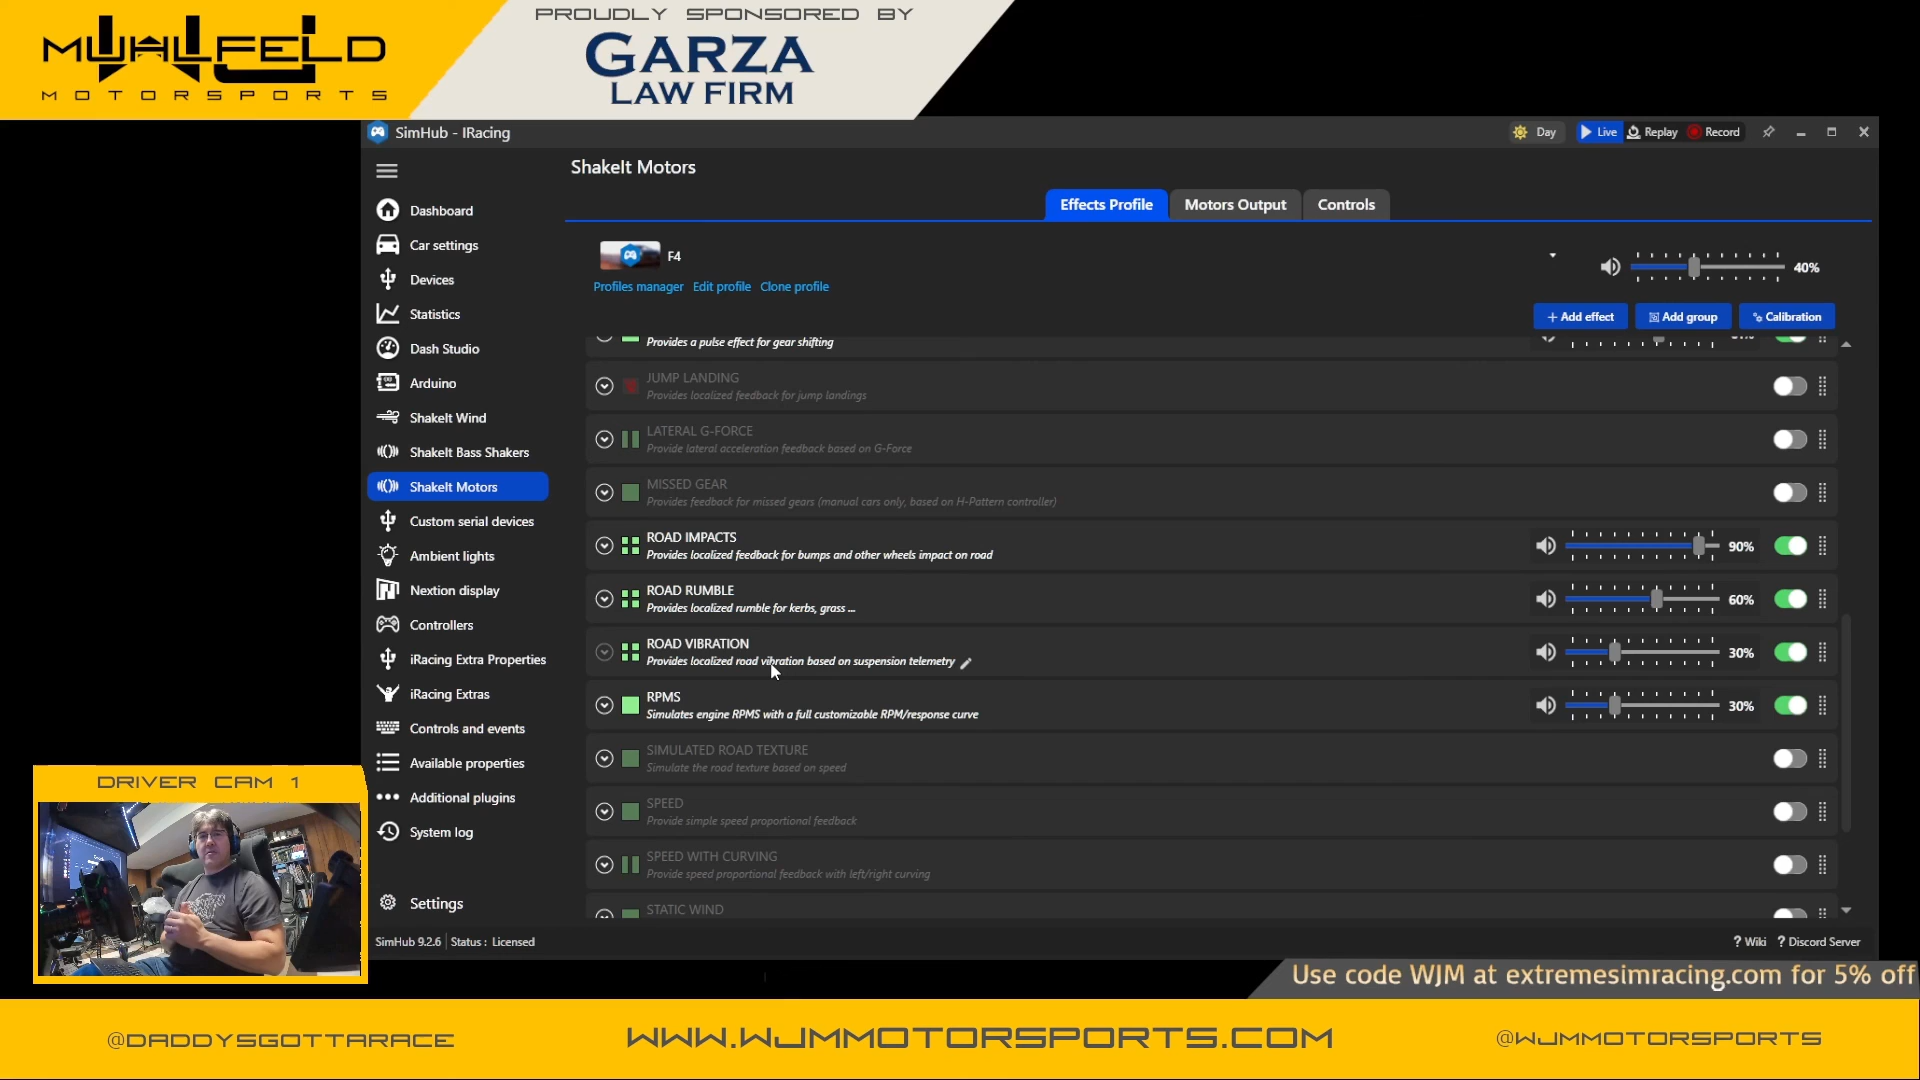 MUHLFELD
MOTORSPORTS
PROUDLY SPONSORED BY
GARZA
LAW FIRM
SimHub - IRacing
Day
Live
Replay
Record
ShakeIt Motors
Effects Profile
Motors Output
Controls
F4
Profiles manager
Edit profile
Clone profile
40%
Add effect
Add group
Calibration
Dashboard
Car settings
Devices
Statistics
Dash Studio
Arduino
ShakeIt Wind
ShakeIt Bass Shakers
ShakeIt Motors
Custom serial devices
Ambient lights
Nextion display
Controllers
iRacing Extra Properties
iRacing Extras
Controls and events
Available properties
Additional plugins
System log
Settings
Provides a pulse effect for gear shifting
JUMP LANDING
Provides localized feedback for jump landings
LATERAL G-FORCE
Provide lateral acceleration feedback based on G-Force
MISSED GEAR
Provides feedback for missed gears (manual cars only, based on H-Pattern controller)
ROAD IMPACTS
Provides localized feedback for bumps and other wheels impact on road
90%
ROAD RUMBLE
Provides localized rumble for kerbs, grass ...
60%
ROAD VIBRATION
Provides localized road vibration based on suspension telemetry
30%
RPMS
Simulates engine RPMS with a full customizable RPM/response curve
30%
SIMULATED ROAD TEXTURE
Simulate the road texture based on speed
SPEED
Provide simple speed proportional feedback
SPEED WITH CURVING
Provide speed proportional feedback with left/right curving
STATIC WIND
SimHub 9.2.6
Status : Licensed
? Wiki
? Discord Server
DRIVER CAM 1
Use code WJM at extremesimracing.com for 5% off
@DADDYSGOTTARACE
WWW.WJMMOTORSPORTS.COM
@WJMMOTORSPORTS